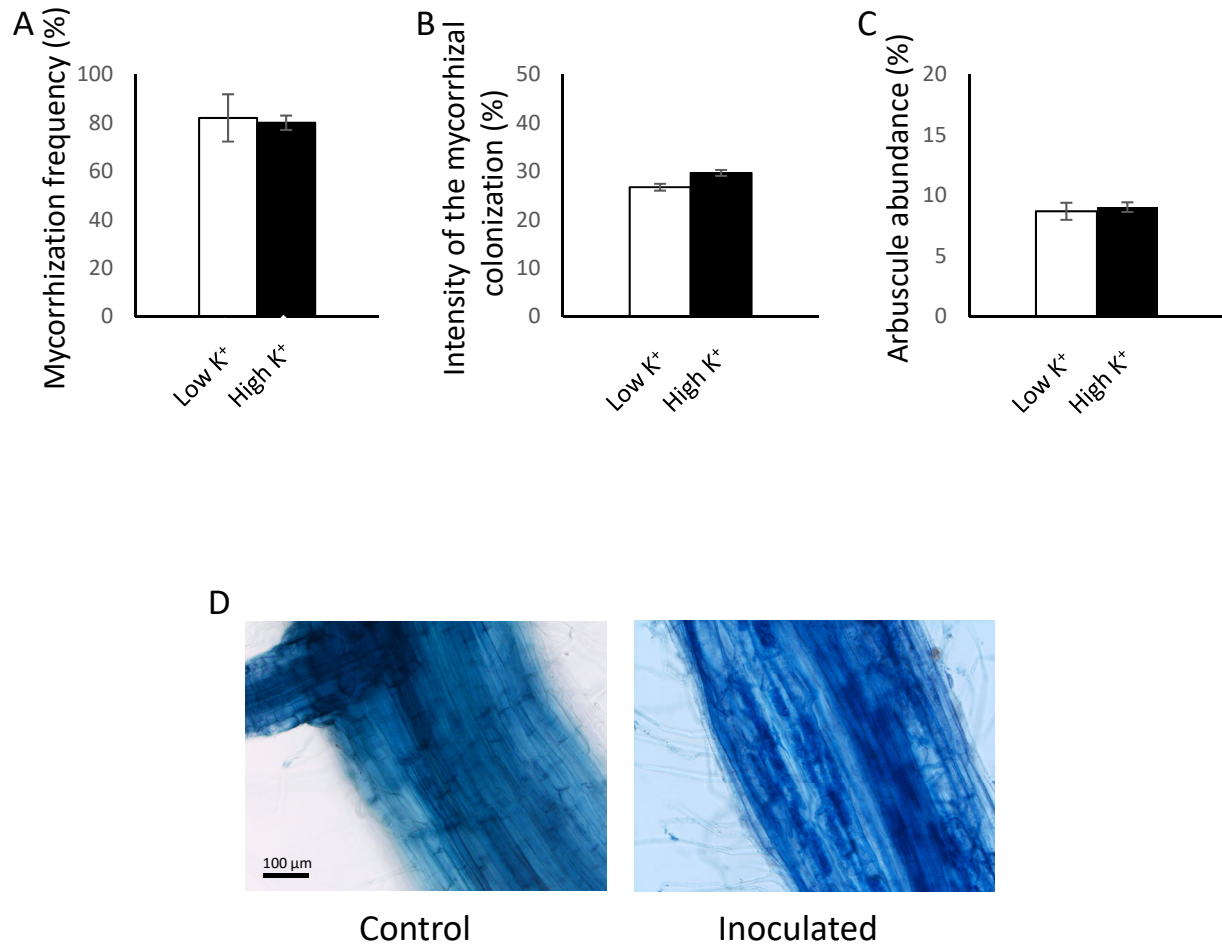 A
Mycorrhization frequency (%)
100
80
60
40
20
0
Low K⁺
High K⁺
B
Intensity of the mycorrhizal
colonization (%)
50
40
30
20
10
0
Low K⁺
High K⁺
C
Arbuscule abundance (%)
20
15
10
5
0
Low K⁺
High K⁺
D
100 µm
Control
Inoculated